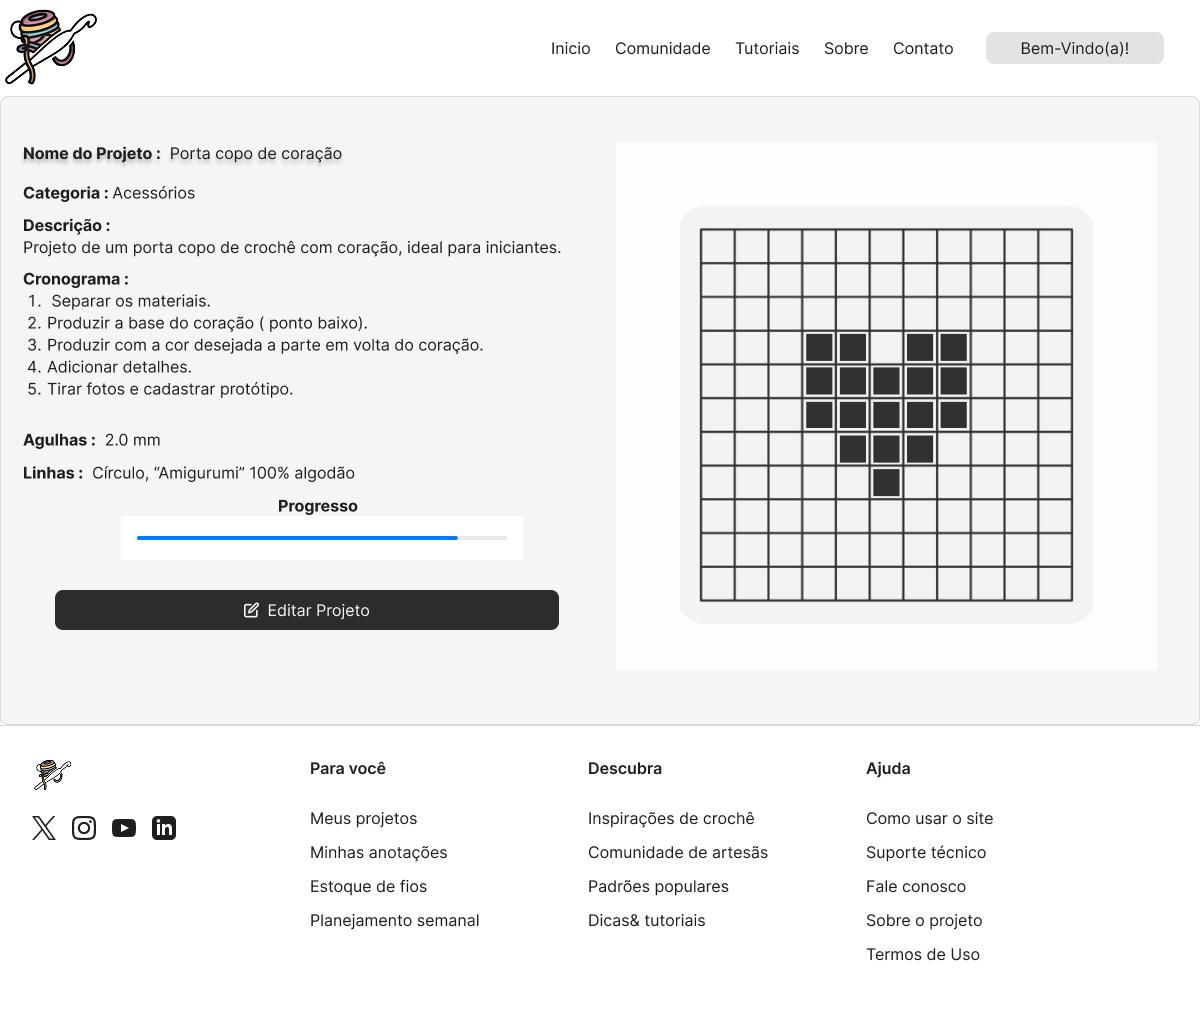 Inicio
Comunidade
Tutoriais
Sobre
Contato
Bem-Vindo(a)!
Nome do Projeto : Porta copo de coração
Categoria : Acessórios
Descrição :
Projeto de um porta copo de crochê com coração, ideal para iniciantes.
Cronograma :
1. Separar os materiais.
2. Produzir a base do coração ( ponto baixo).
3. Produzir com a cor desejada a parte em volta do coração.
4. Adicionar detalhes.
5. Tirar fotos e cadastrar protótipo.
Agulhas : 2.0 mm
Linhas : Círculo, “Amigurumi” 100% algodão
Progresso
Editar Projeto
Para você
Meus projetos
Minhas anotações
Estoque de fios
Planejamento semanal
Descubra
Inspirações de crochê
Comunidade de artesãs
Padrões populares
Dicas& tutoriais
Ajuda
Como usar o site
Suporte técnico
Fale conosco
Sobre o projeto
Termos de Uso